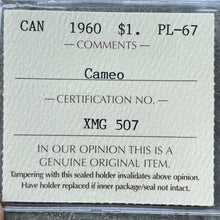 CAN 1960 $1. PL-67
COMMENTS
Cameo
CERTIFICATION NO.
XMG 507
IN OUR OPINION THIS IS A
GENUINE ORIGINAL ITEM.
Tampering with this sealed holder invalidates above opinion.
Have holder replaced if inner package/seal not intact.